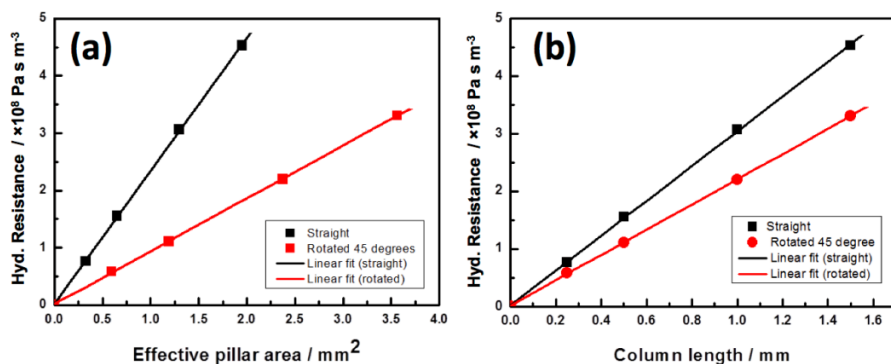 (a)
Hyd. Resistance / ×10⁸ Pa s m⁻³
5
4
3
2
1
0
0.0 0.5 1.0 1.5 2.0 2.5 3.0 3.5 4.0
Effective pillar area / mm²
Straight
Rotated 45 degrees
Linear fit (straight)
Linear fit (rotated)
(b)
Hyd. Resistance / ×10⁸ Pa s m⁻³
5
4
3
2
1
0
0.0 0.2 0.4 0.6 0.8 1.0 1.2 1.4 1.6
Column length / mm
Straight
Rotated 45 degree
Linear fit (straight)
Linear fit (rotated)